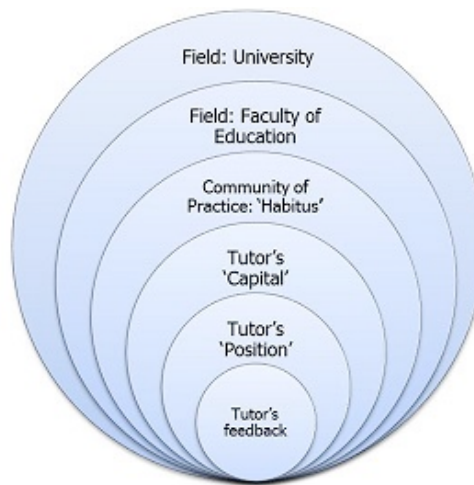 Field: University
Field: Faculty of
Education
Community of
Practice: ‘Habitus’
Tutor’s
‘Capital’
Tutor’s
‘Position’
Tutor’s
feedback